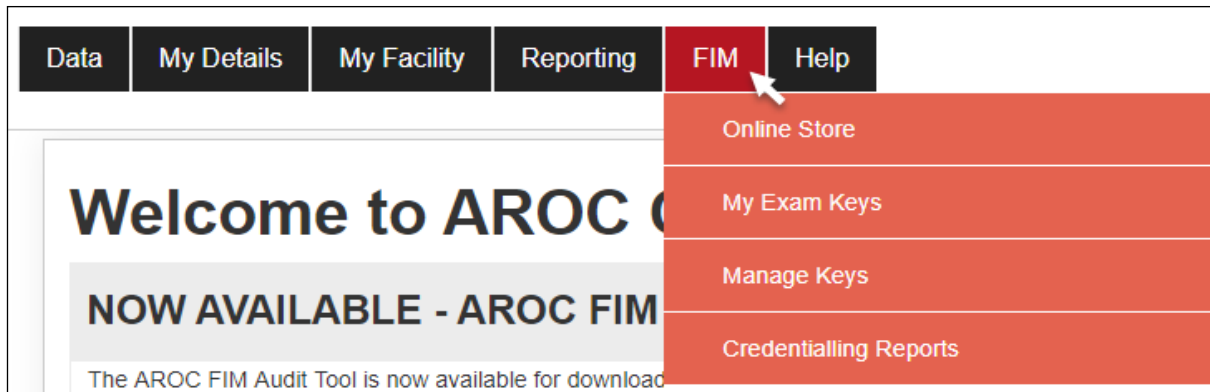 Data My Details My Facility Reporting FIM Help
Online Store
My Exam Keys
Manage Keys
Credentialling Reports
Welcome to AROC
NOW AVAILABLE - AROC FIM
The AROC FIM Audit Tool is now available for download